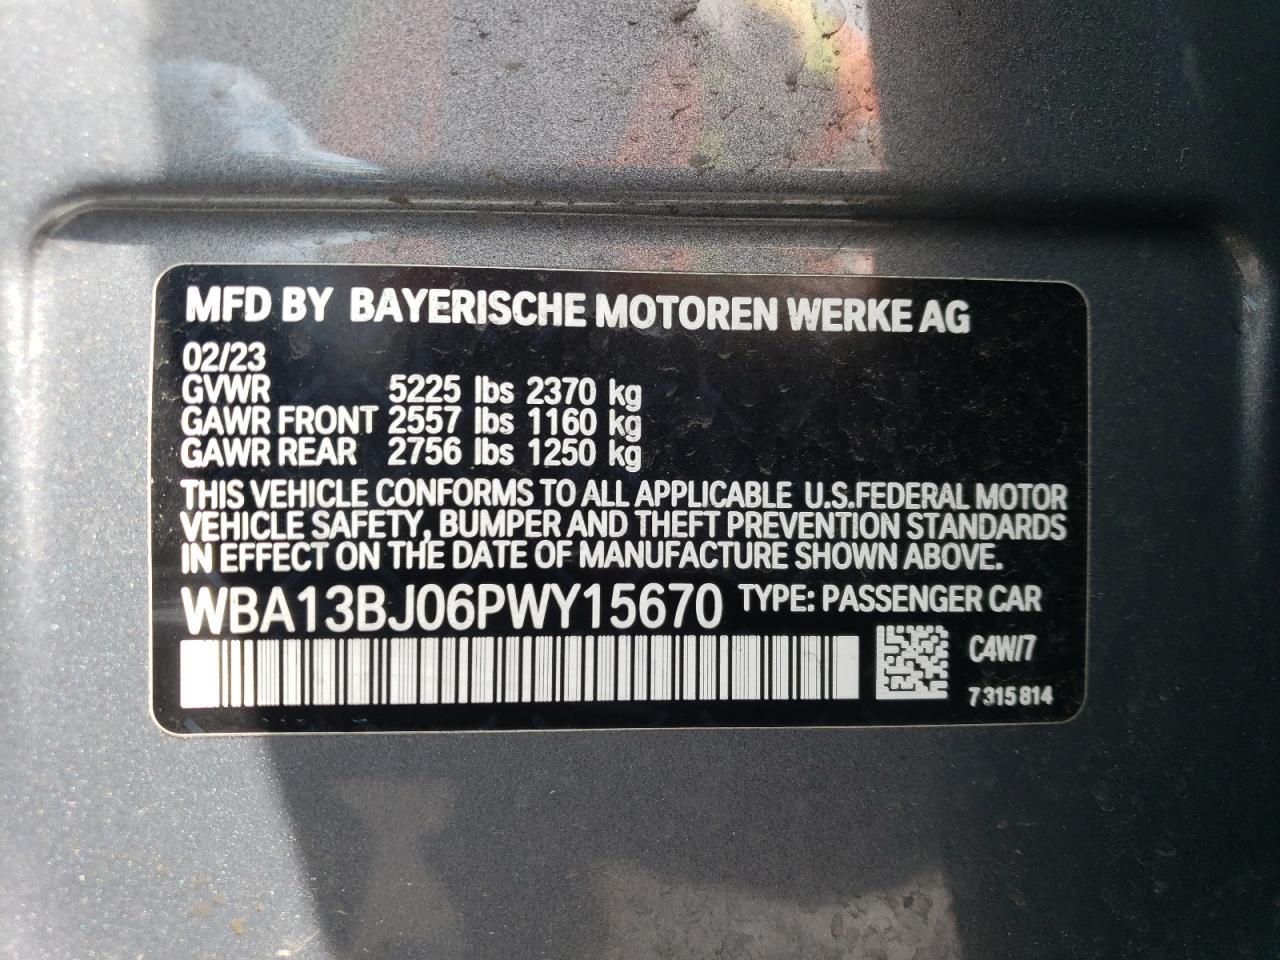 MFD BY BAYERISCHE MOTOREN WERKE AG
02/23
GVWR 5225 lbs 2370 kg
GAWR FRONT 2557 lbs 1160 kg
GAWR REAR 2756 lbs 1250 kg
THIS VEHICLE CONFORMS TO ALL APPLICABLE U.S.FEDERAL MOTOR
VEHICLE SAFETY, BUMPER AND THEFT PREVENTION STANDARDS
IN EFFECT ON THE DATE OF MANUFACTURE SHOWN ABOVE.
WBA13BJ06PWY15670 TYPE: PASSENGER CAR
C4W/7
7 315 814